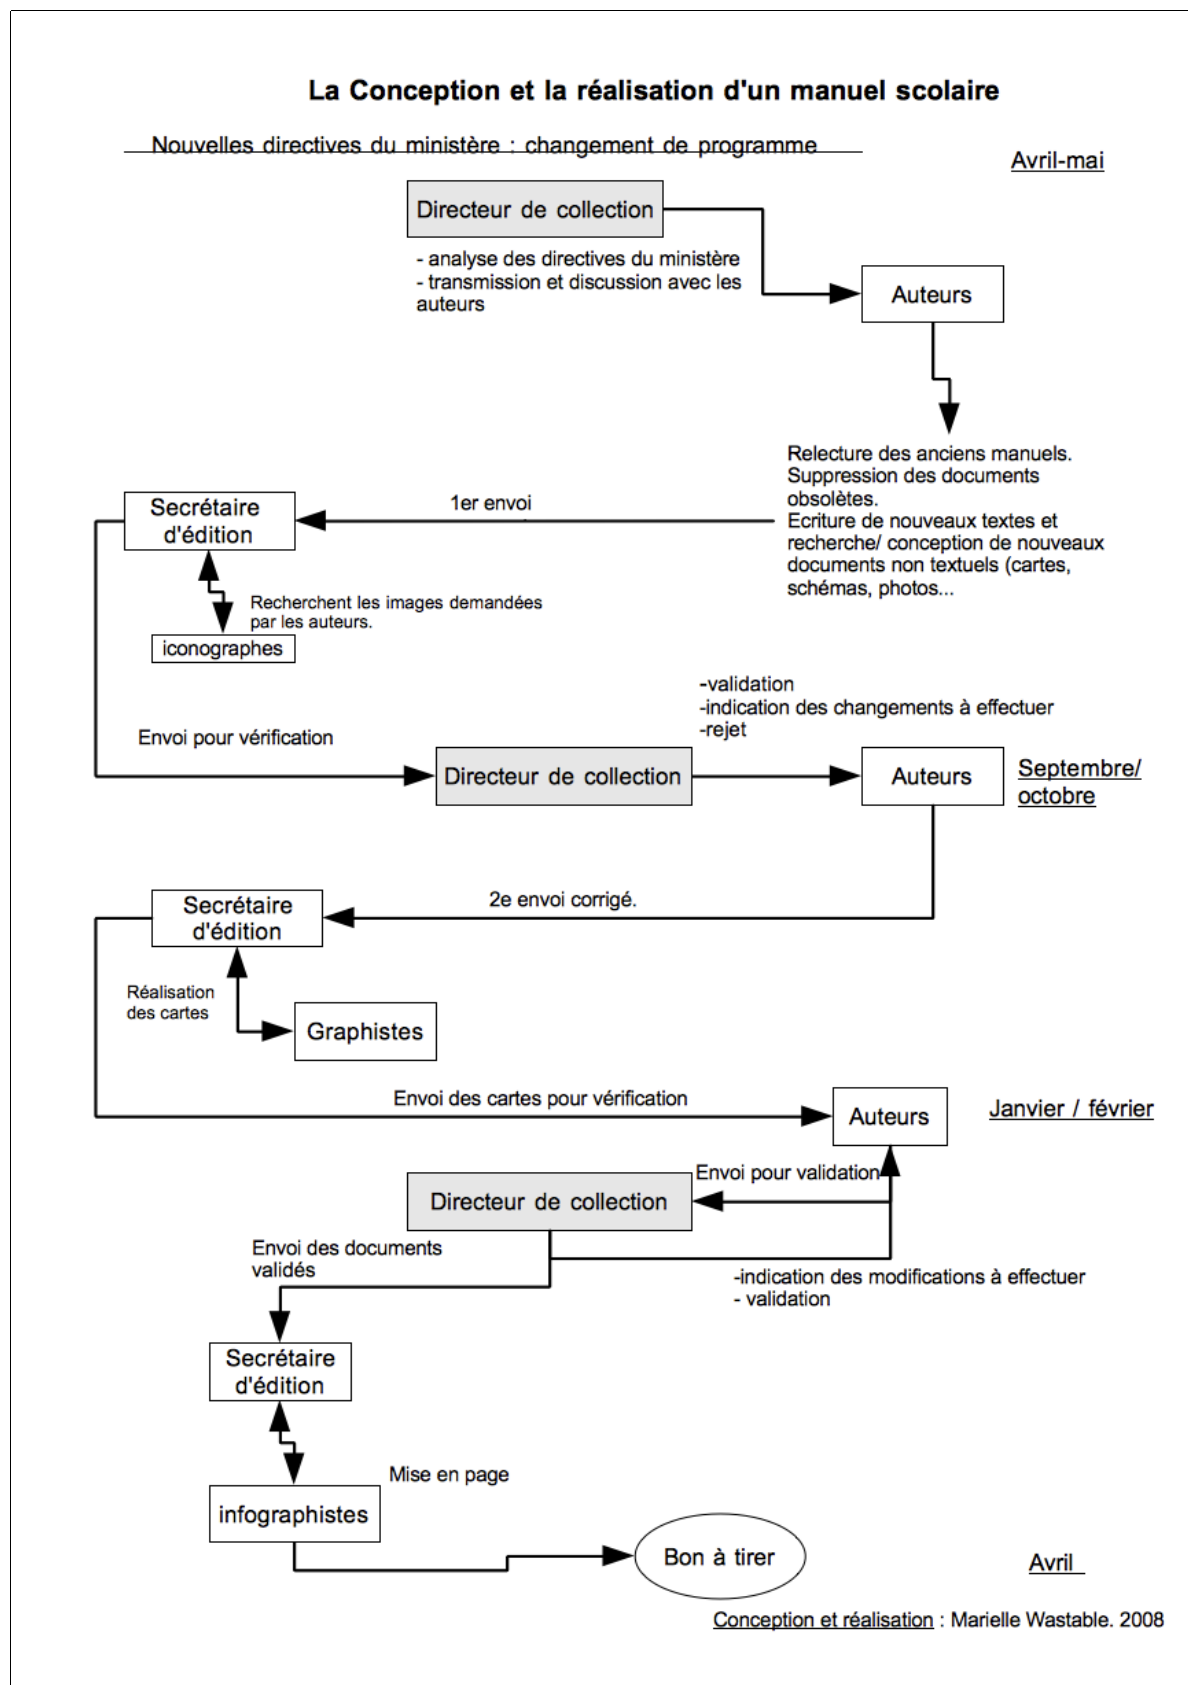 La Conception et la réalisation d'un manuel scolaire
Nouvelles directives du ministère : changement de programme
Avril-mai
Directeur de collection
- analyse des directives du ministère
- transmission et discussion avec les
auteurs
Auteurs
Relecture des anciens manuels.
Suppression des documents
obsolètes.
Ecriture de nouveaux textes et
recherche/ conception de nouveaux
documents non textuels (cartes,
schémas, photos...
1er envoi
Secrétaire
d'édition
Recherchent les images demandées
par les auteurs.
iconographes
-validation
-indication des changements à effectuer
-rejet
Envoi pour vérification
Directeur de collection
Auteurs
Septembre/
octobre
2e envoi corrigé.
Secrétaire
d'édition
Réalisation
des cartes
Graphistes
Envoi des cartes pour vérification
Auteurs
Janvier / février
Envoi pour validation
Directeur de collection
Envoi des documents
validés
-indication des modifications à effectuer
- validation
Secrétaire
d'édition
Mise en page
infographistes
Bon à tirer
Avril
Conception et réalisation : Marielle Wastable. 2008